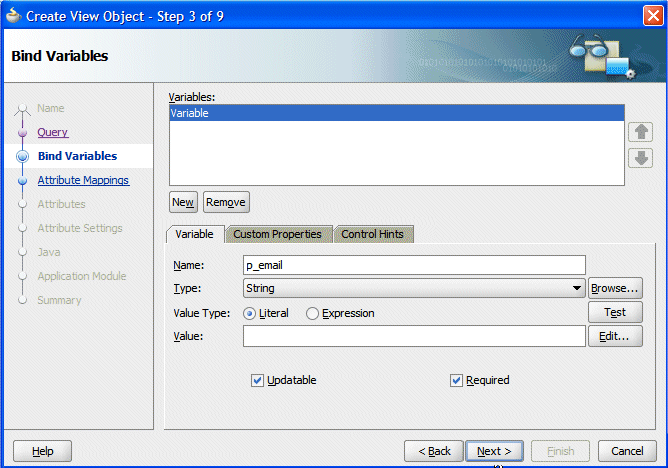 Create View Object - Step 3 of 9
Bind Variables
Name
Query
Bind Variables
Attribute Mappings
Attributes
Attribute Settings
Java
Application Module
Summary
Variables:
Variable
New Remove
Variable Custom Properties Control Hints
Name: p_email
Type: String Browse...
Value Type: Literal Expression Test
Value: Edit...
Updatable Required
Help < Back Next > Finish Cancel